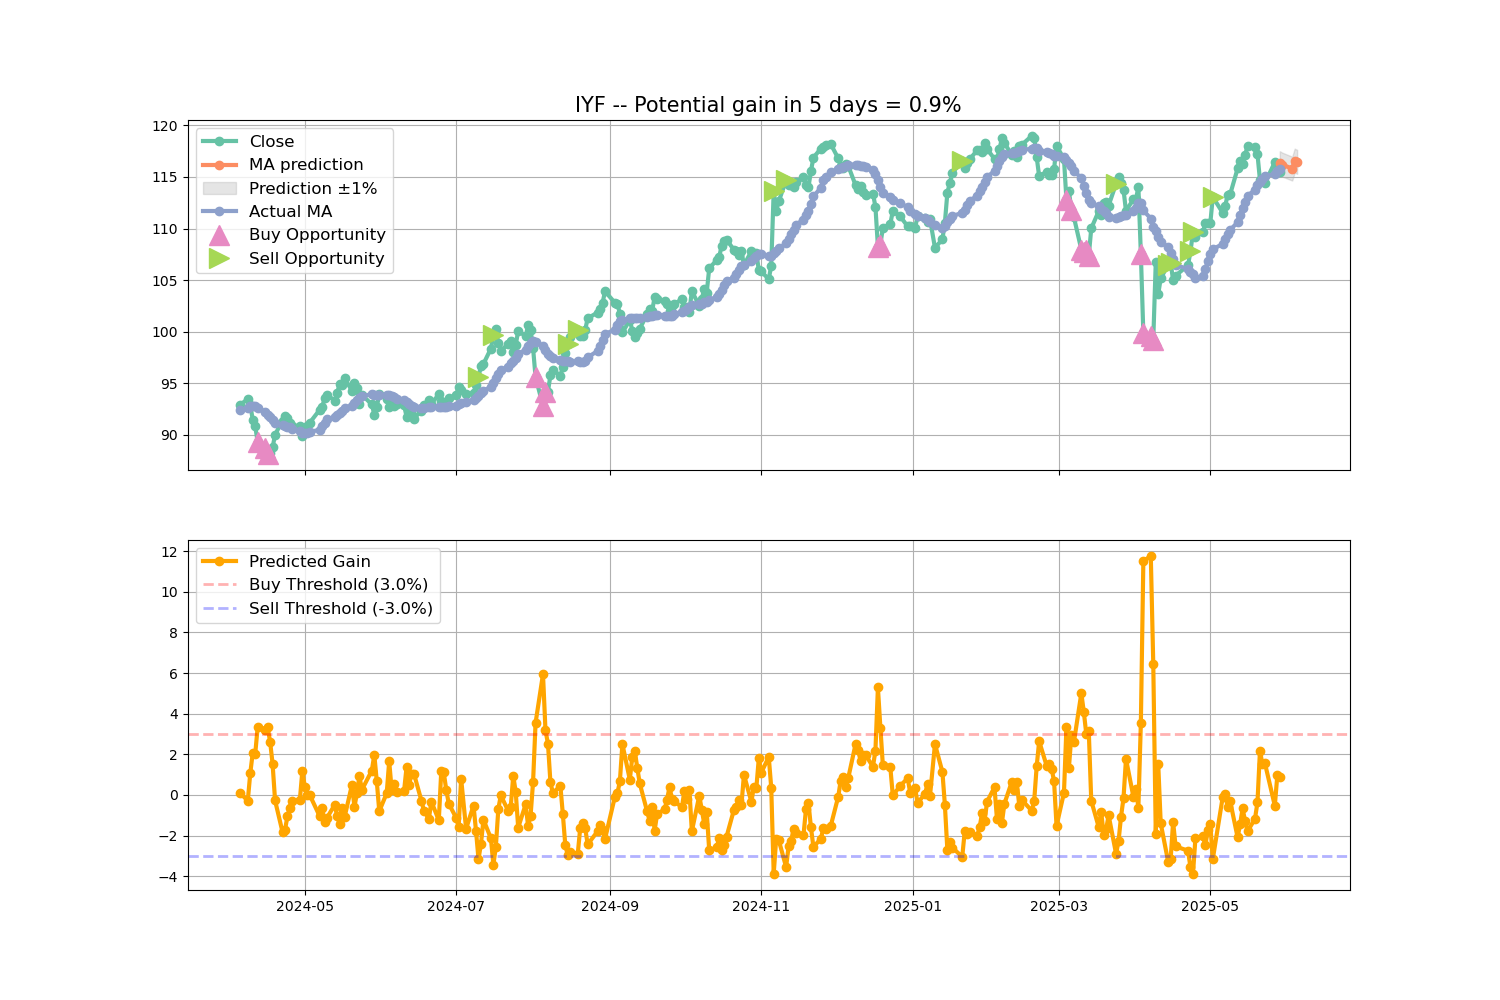 IYF -- Potential gain in 5 days = 0.9%
120
115
110
105
100
95
90
Close
MA prediction
Prediction ±1%
Actual MA
Buy Opportunity
Sell Opportunity
12
10
8
6
4
2
0
−2
−4
Predicted Gain
Buy Threshold (3.0%)
Sell Threshold (-3.0%)
2024-05
2024-07
2024-09
2024-11
2025-01
2025-03
2025-05